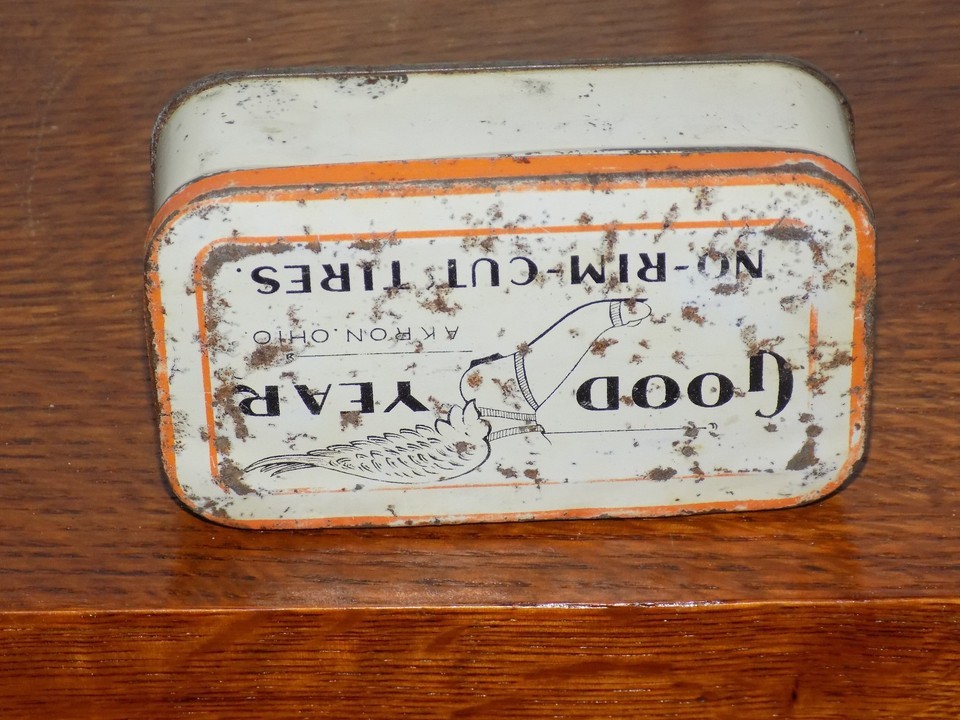 GOOD YEAR
AKRON, OHIO.
NO-RIM-CUT TIRES.